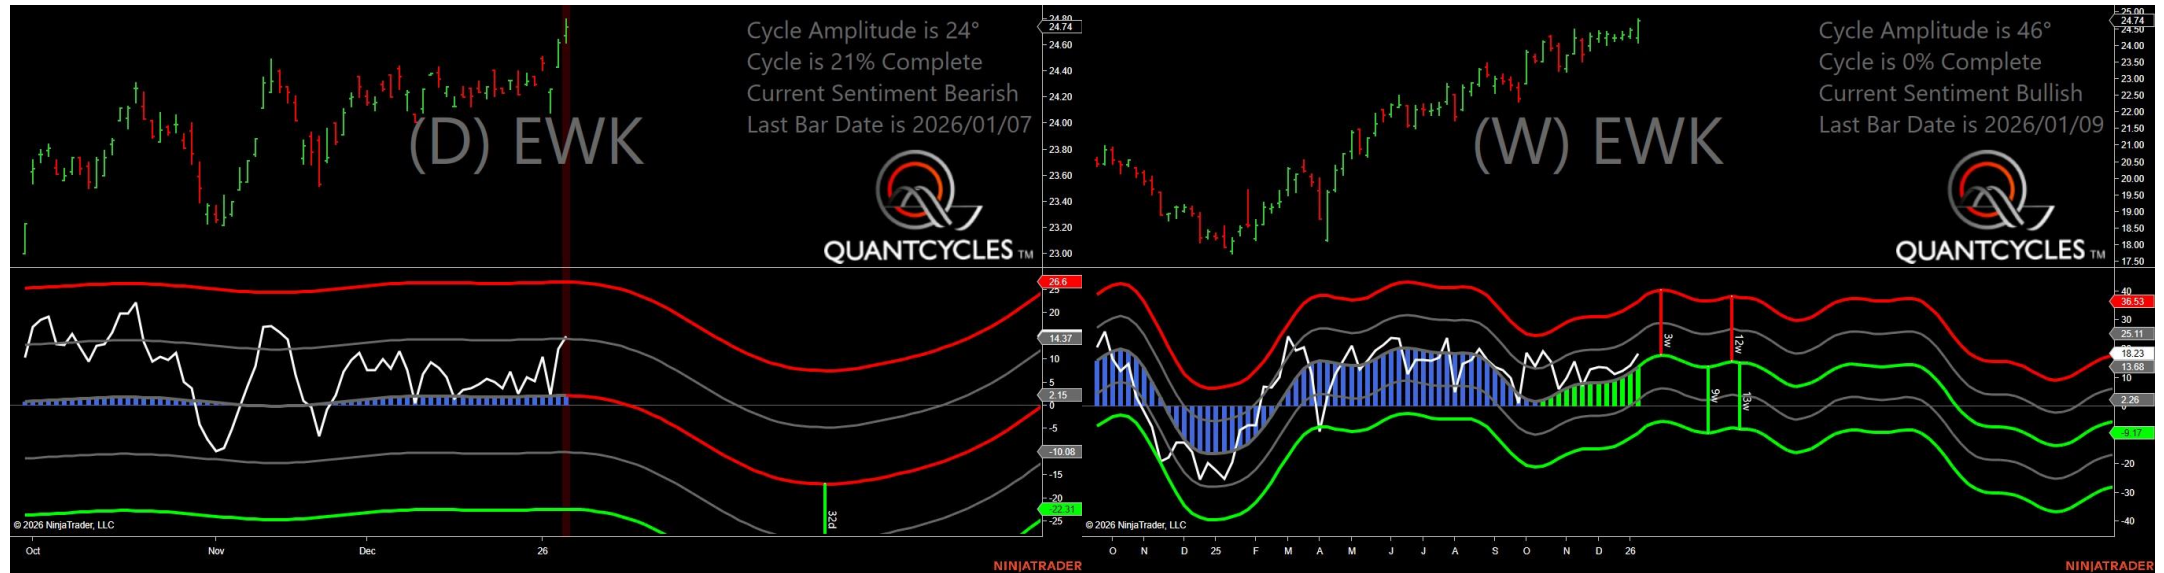 Cycle Amplitude is 24°
Cycle is 21% Complete
Current Sentiment Bearish
Last Bar Date is 2026/01/07
(D) EWK
QUANTCYCLES TM
24.80
24.74
24.60
24.40
24.20
24.00
23.80
23.60
23.40
23.20
23.00
26.6
25
20
14.37
10
5
2.15
0
-10.08
-15
-20
-22.31
-25
32d
© 2026 NinjaTrader, LLC
Oct Nov Dec 26
NINJATRADER
Cycle Amplitude is 46°
Cycle is 0% Complete
Current Sentiment Bullish
Last Bar Date is 2026/01/09
(W) EWK
QUANTCYCLES TM
25.00
24.74
24.50
24.00
23.50
23.00
22.50
22.00
21.50
21.00
20.50
20.00
19.50
19.00
18.50
18.00
17.50
40
36.53
30
25.11
18.23
13.68
10
2.26
-9.17
-20
-30
-40
3w
12w
9w
13w
© 2026 NinjaTrader, LLC
O N D 25 F M A M J J A S O N D 26
NINJATRADER